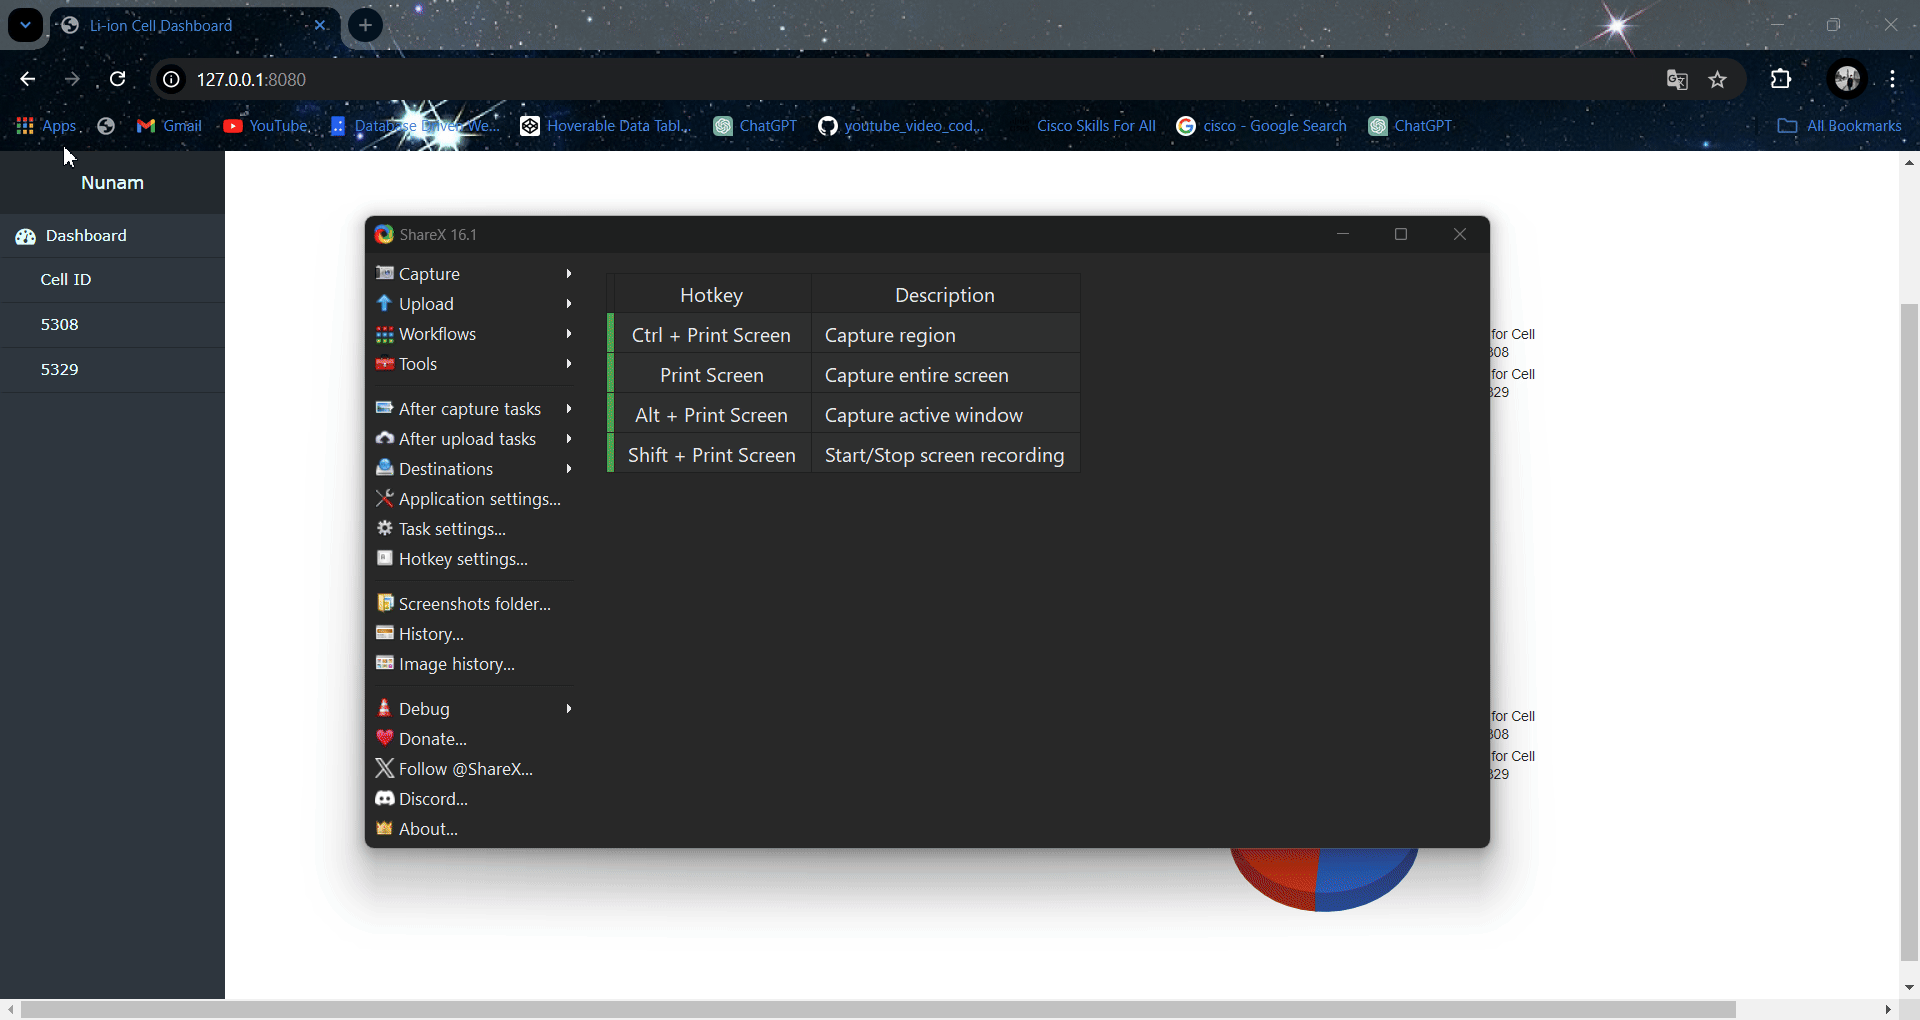 Li-ion Cell Dashboard
127.0.0.1:8080
Apps
Gmail
YouTube
Database Driven We...
Hoverable Data Tabl...
ChatGPT
youtube_video_cod...
Cisco Skills For All
cisco - Google Search
ChatGPT
All Bookmarks
Nunam
Dashboard
Cell ID
5308
5329
ShareX 16.1
Capture
Upload
Workflows
Tools
After capture tasks
After upload tasks
Destinations
Application settings...
Task settings...
Hotkey settings...
Screenshots folder...
History...
Image history...
Debug
Donate...
Follow @ShareX...
Discord...
About...
Hotkey Description
Ctrl + Print Screen Capture region
Print Screen Capture entire screen
Alt + Print Screen Capture active window
Shift + Print Screen Start/Stop screen recording
for Cell
308
for Cell
329
for Cell
308
for Cell
329